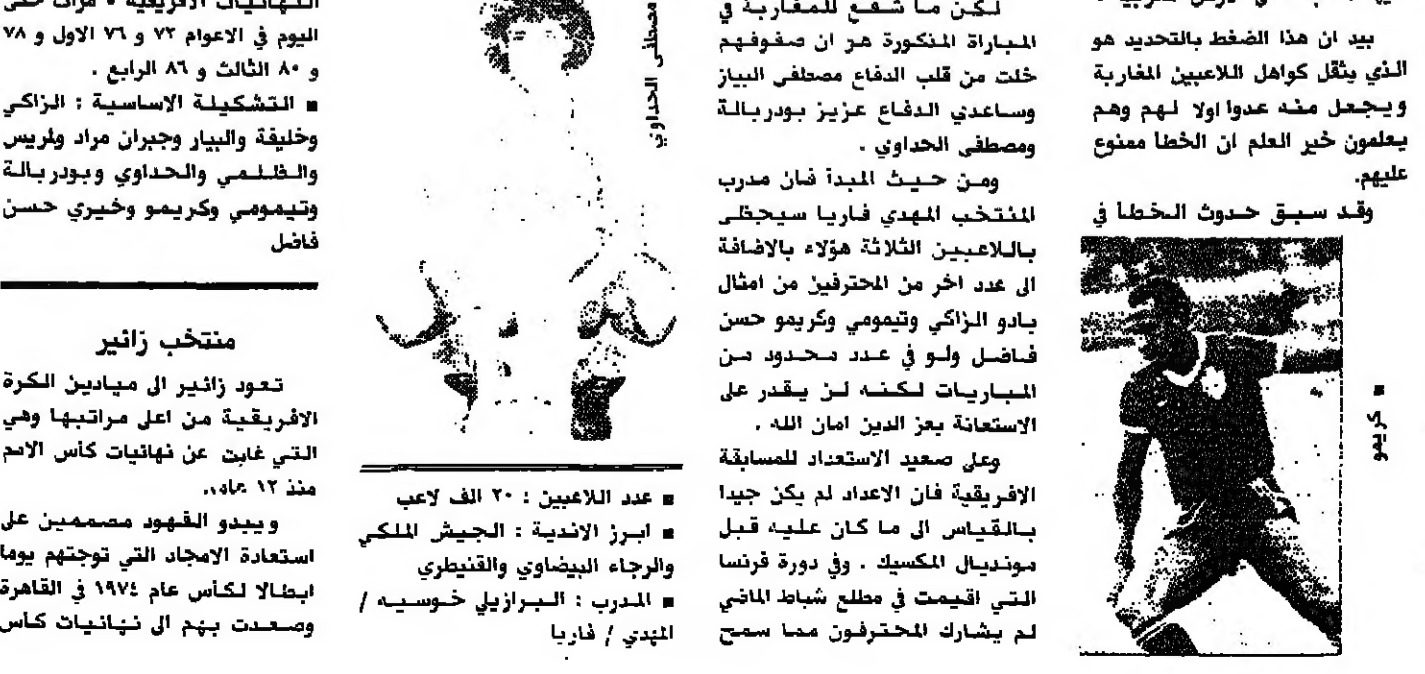 بيد ان هذا الضغط بالتحديد هو
الذي يثقل كواهل اللاعبين المغاربة
ويجعل منه عدوا اولا لهم وهم
يعلمون خير العلم ان الخطأ ممنوع
عليهم.
وقد سبق حدوث الخطأ في
■ كريمو
لكن ما شفع للمغاربة في
المباراة المذكورة هو ان صفوفهم
خلت من قلب الدفاع مصطفى البياز
وساعدي الدفاع عزيز بودربالة
ومصطفى الحداوي .
ومن حيث المبدأ فان مدرب
المنتخب المهدي فاريا سيحظى
باللاعبين الثلاثة هؤلاء بالاضافة
الى عدد اخر من المحترفين من امثال
بادو الزاكي وتيمومي وكريمو حسن
فاضل ولو في عدد محدود من
المباريات لكنه لن يقدر على
الاستعانة بعز الدين امان الله .
وعلى صعيد الاستعداد للمسابقة
الافريقية فان الاعداد لم يكن جيدا
بالقياس الى ما كان عليه قبل
مونديال المكسيك . وفي دورة فرنسا
التي اقيمت في مطلع شباط الماضي
لم يشارك المحترفون مما سمح
مصطفى الحداوي
■ عدد اللاعبين : ٢٠ الف لاعب
■ ابرز الاندية : الجيش الملكي
والرجاء البيضاوي والقنيطري
■ المدرب : البرازيلي خوسيه /
المهدي / فاريا
النهائيات الافريقية ٥ مرات حتى
اليوم في الاعوام ٧٢ و ٧٦ الاول و ٧٨
و ٨٠ الثالث و ٨٦ الرابع .
■ التشكيلة الاساسية : الزاكي
وخليفة والبياز وجبران مراد ولمريس
والظلمي والحداوي وبودربالة
وتيمومي وكريمو وخيري حسن
فاضل
منتخب زائير
تعود زائير الى ميادين الكرة
الافريقية من اعلى مراتبها وهي
التي غابت عن نهائيات كأس الامم
منذ ١٢ عاما.
ويبدو الفهود مصممين على
استعادة الامجاد التي توجتهم يوما
ابطالا لكأس عام ١٩٧٤ في القاهرة
وصعدت بهم الى نهائيات كأس